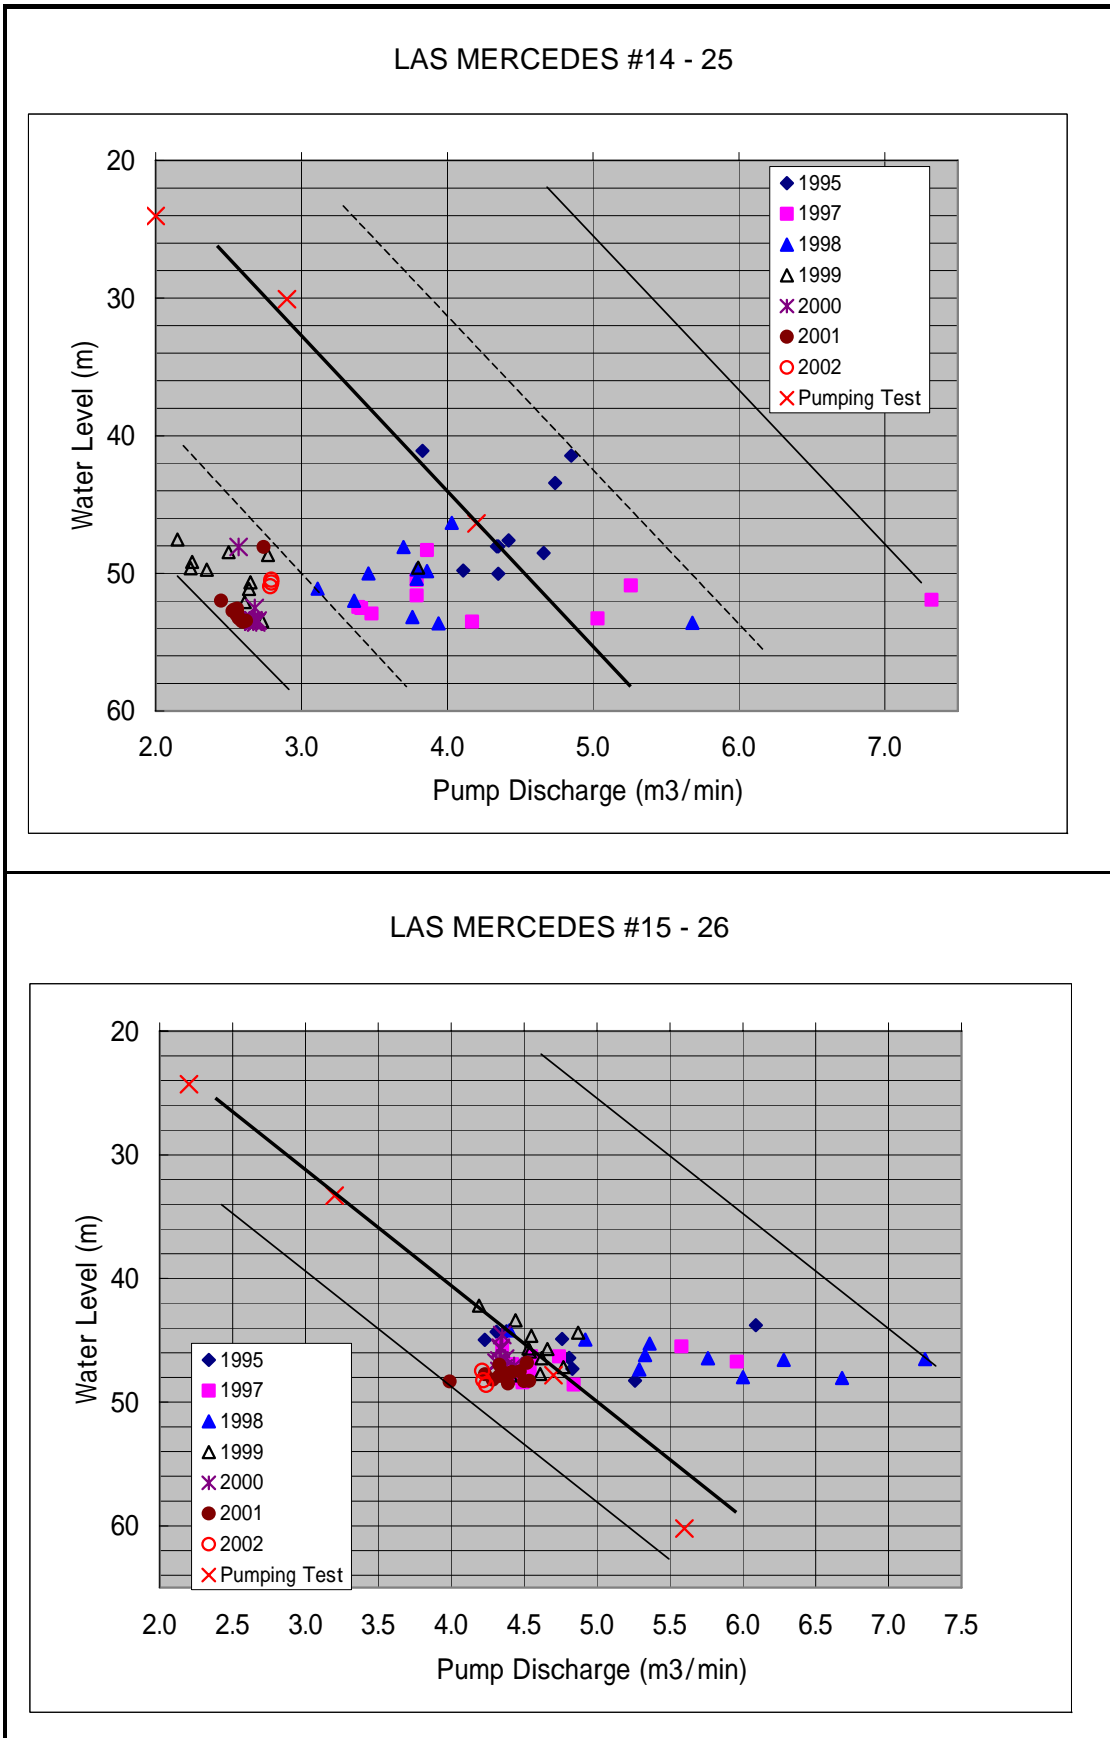 LAS MERCEDES #14 - 25
20
30
40
50
60
Water Level (m)
1995
1997
1998
1999
2000
2001
2002
Pumping Test
2.0 3.0 4.0 5.0 6.0 7.0
Pump Discharge (m3/min)
LAS MERCEDES #15 - 26
20
30
40
50
60
Water Level (m)
1995
1997
1998
1999
2000
2001
2002
Pumping Test
2.0 2.5 3.0 3.5 4.0 4.5 5.0 5.5 6.0 6.5 7.0 7.5
Pump Discharge (m3/min)